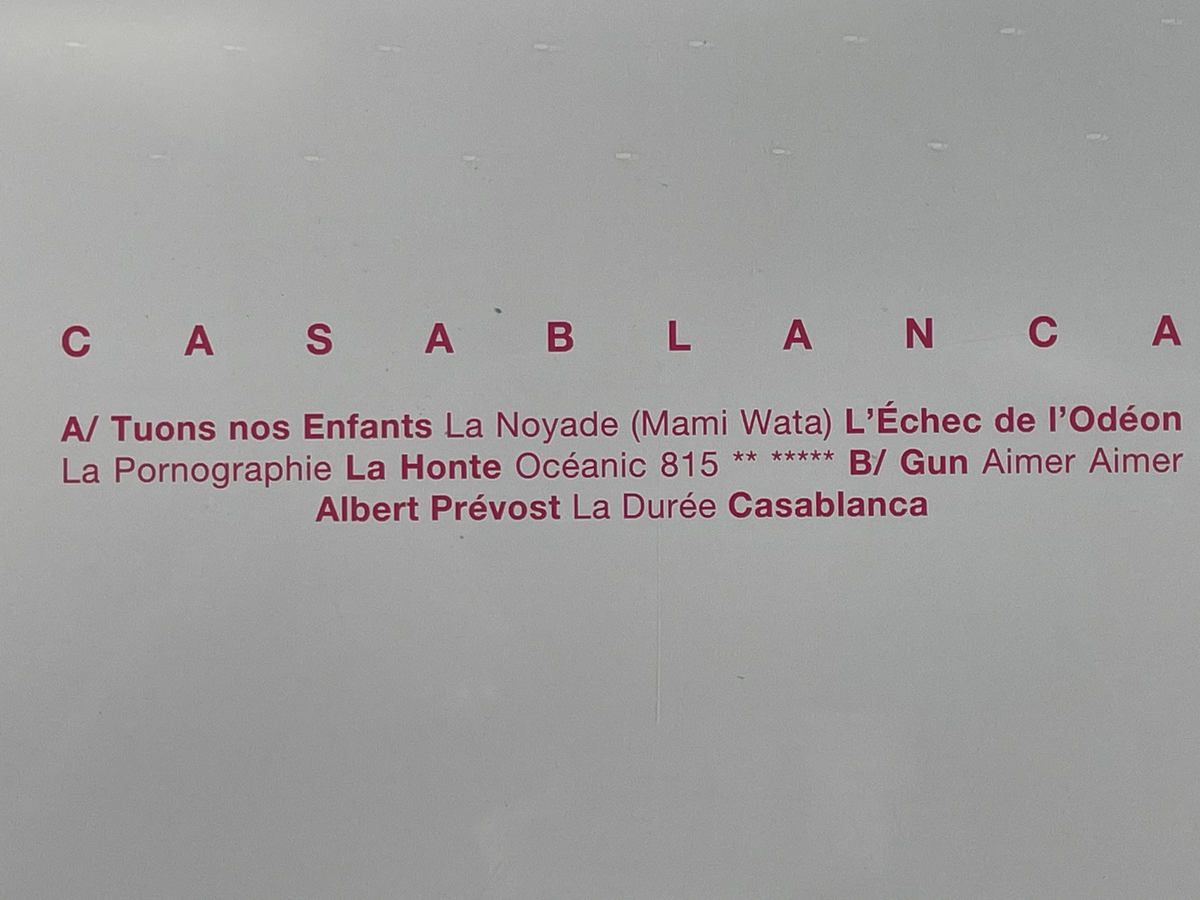 C A S A B L A N C A
A/ Tuons nos Enfants La Noyade (Mami Wata) L’Échec de l’Odéon
La Pornographie La Honte Océanic 815 ** ***** B/ Gun Aimer Aimer
Albert Prévost La Durée Casablanca